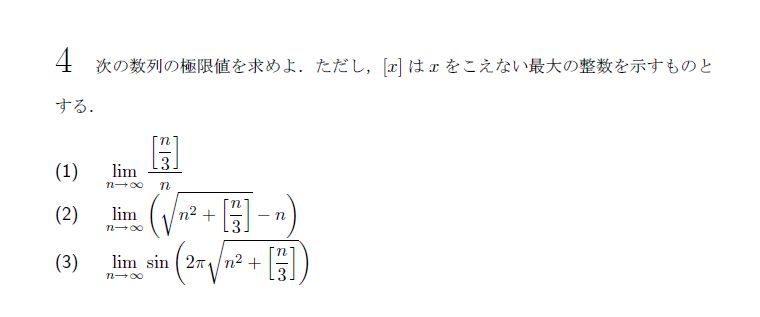 4 次の数列の極限値を求めよ．ただし，[x] は x をこえない最大の整数を示すものと
する．
(1) $\lim_{n \to \infty} \frac{\left[\frac{n}{3}\right]}{n}$
(2) $\lim_{n \to \infty} \left(\sqrt{n^2 + \left[\frac{n}{3}\right]} - n\right)$
(3) $\lim_{n \to \infty} \sin\left(2\pi\sqrt{n^2 + \left[\frac{n}{3}\right]}\right)$